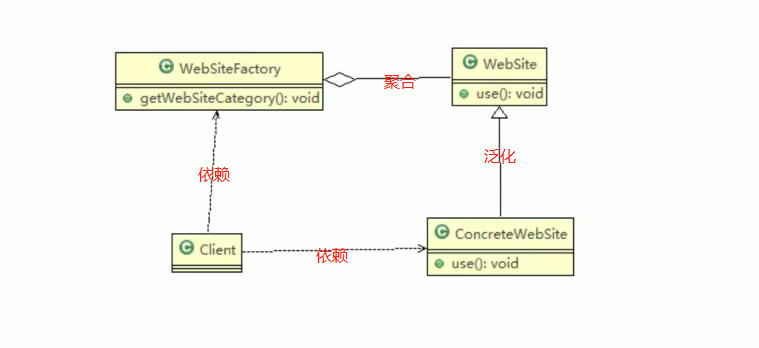 WebSiteFactory
getWebSiteCategory(): void
聚合
WebSite
use(): void
依赖
泛化
Client
依赖
ConcreteWebSite
use(): void